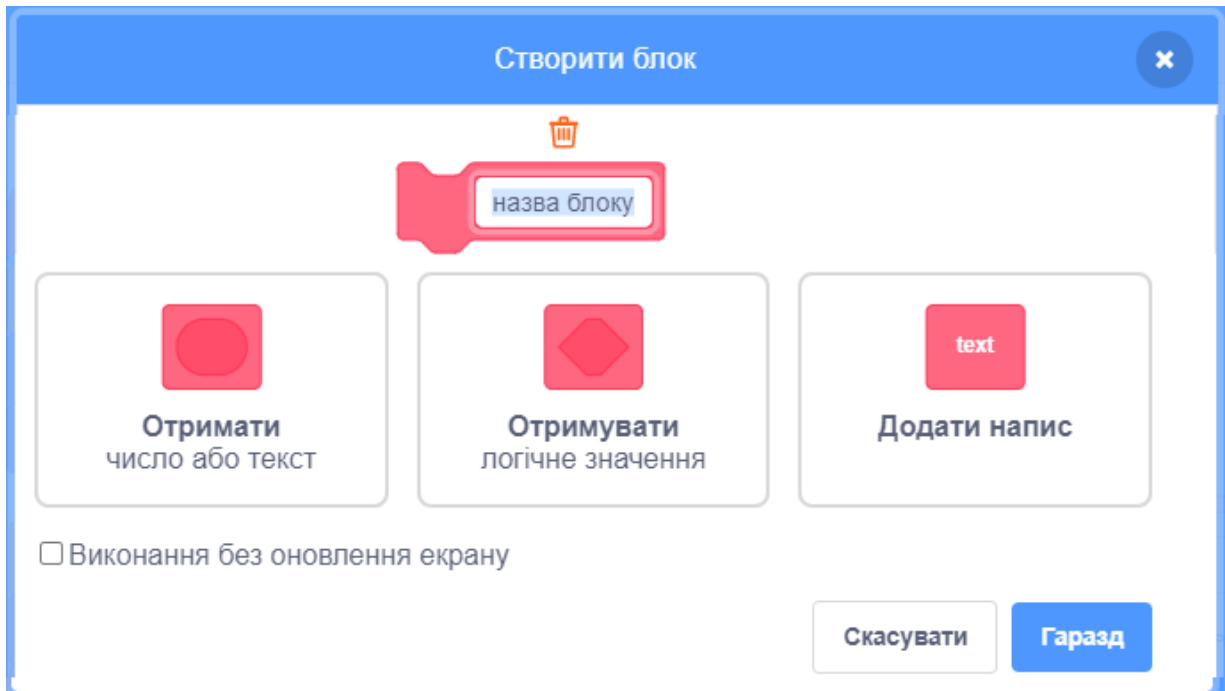 Створити блок
назва блоку
text
Отримати
число або текст
Отримувати
логічне значення
Додати напис
Виконання без оновлення екрану
Скасувати
Гаразд